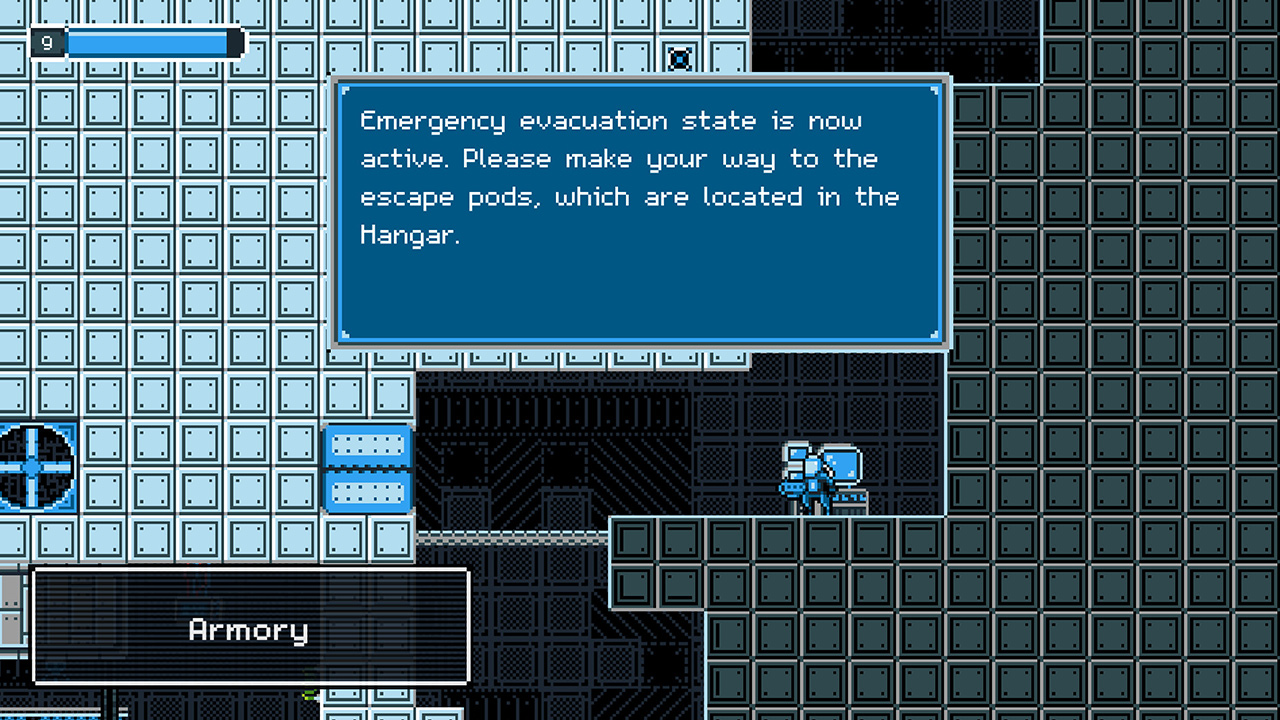 9
Emergency evacuation state is now
active. Please make your way to the
escape pods, which are located in the
Hangar.
Armory